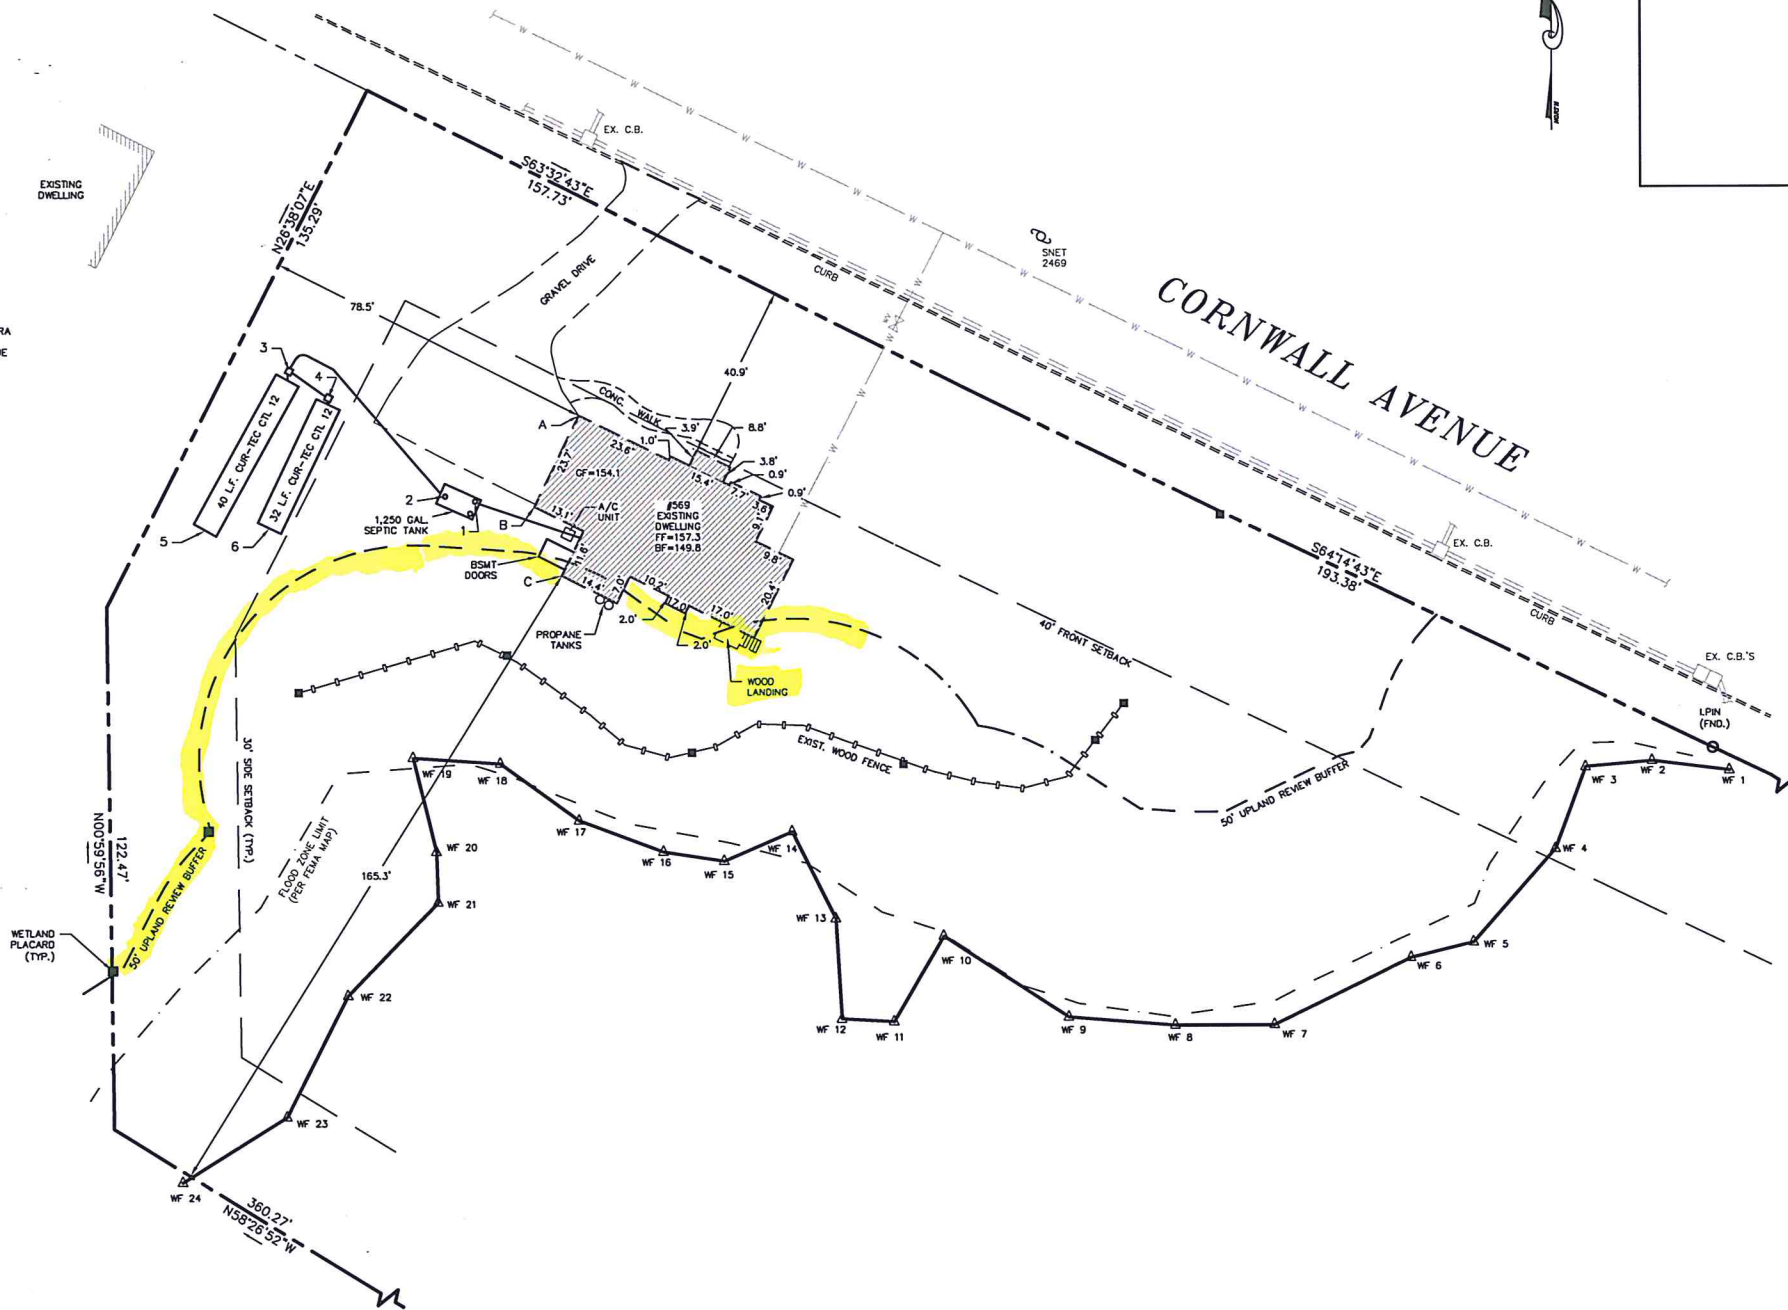 EX. C.B.
S63°32'43"E
157.73'
EXISTING
DWELLING
N26°38'07"E
135.29'
SNET
2469
CURB
CORNWALL AVENUE
GRAVEL DRIVE
78.5'
40.9'
3
4
40 L.F. CUR-TEC CTL 12
32 L.F. CUR-TEC CTL 12
5
6
CONC. WALK
3.9'
8.8'
A
1.0'
3.8'
0.9'
23.6'
15.4'
7.7'
0.9'
23.7'
GF=154.1
3.8'
9.1'
#569
EXISTING
DWELLING
FF=157.3
BF=149.8
2
1,250 GAL.
SEPTIC TANK
1
B
13.1'
A/C
UNIT
9.8'
20.4'
BSMT
DOORS
C
11.6'
14.4'
7.0'
10.2'
17.0'
17.0'
2.0'
2.0'
PROPANE
TANKS
WOOD
LANDING
EX. C.B.
S64°14'43"E
193.38'
40' FRONT SETBACK
CURB
EX. C.B.'S
I.PIN
(FND.)
EXIST. WOOD FENCE
50' UPLAND REVIEW BUFFER
30' SIDE SETBACK (TYP.)
FLOOD ZONE LIMIT
(PER FEMA MAP)
165.3'
122.47'
N00°59'56"W
50' UPLAND REVIEW BUFFER
WETLAND
PLACARD
(TYP.)
WF 1
WF 2
WF 3
WF 4
WF 5
WF 6
WF 7
WF 8
WF 9
WF 10
WF 11
WF 12
WF 13
WF 14
WF 15
WF 16
WF 17
WF 18
WF 19
WF 20
WF 21
WF 22
WF 23
WF 24
360.27'
N58°26'52"W